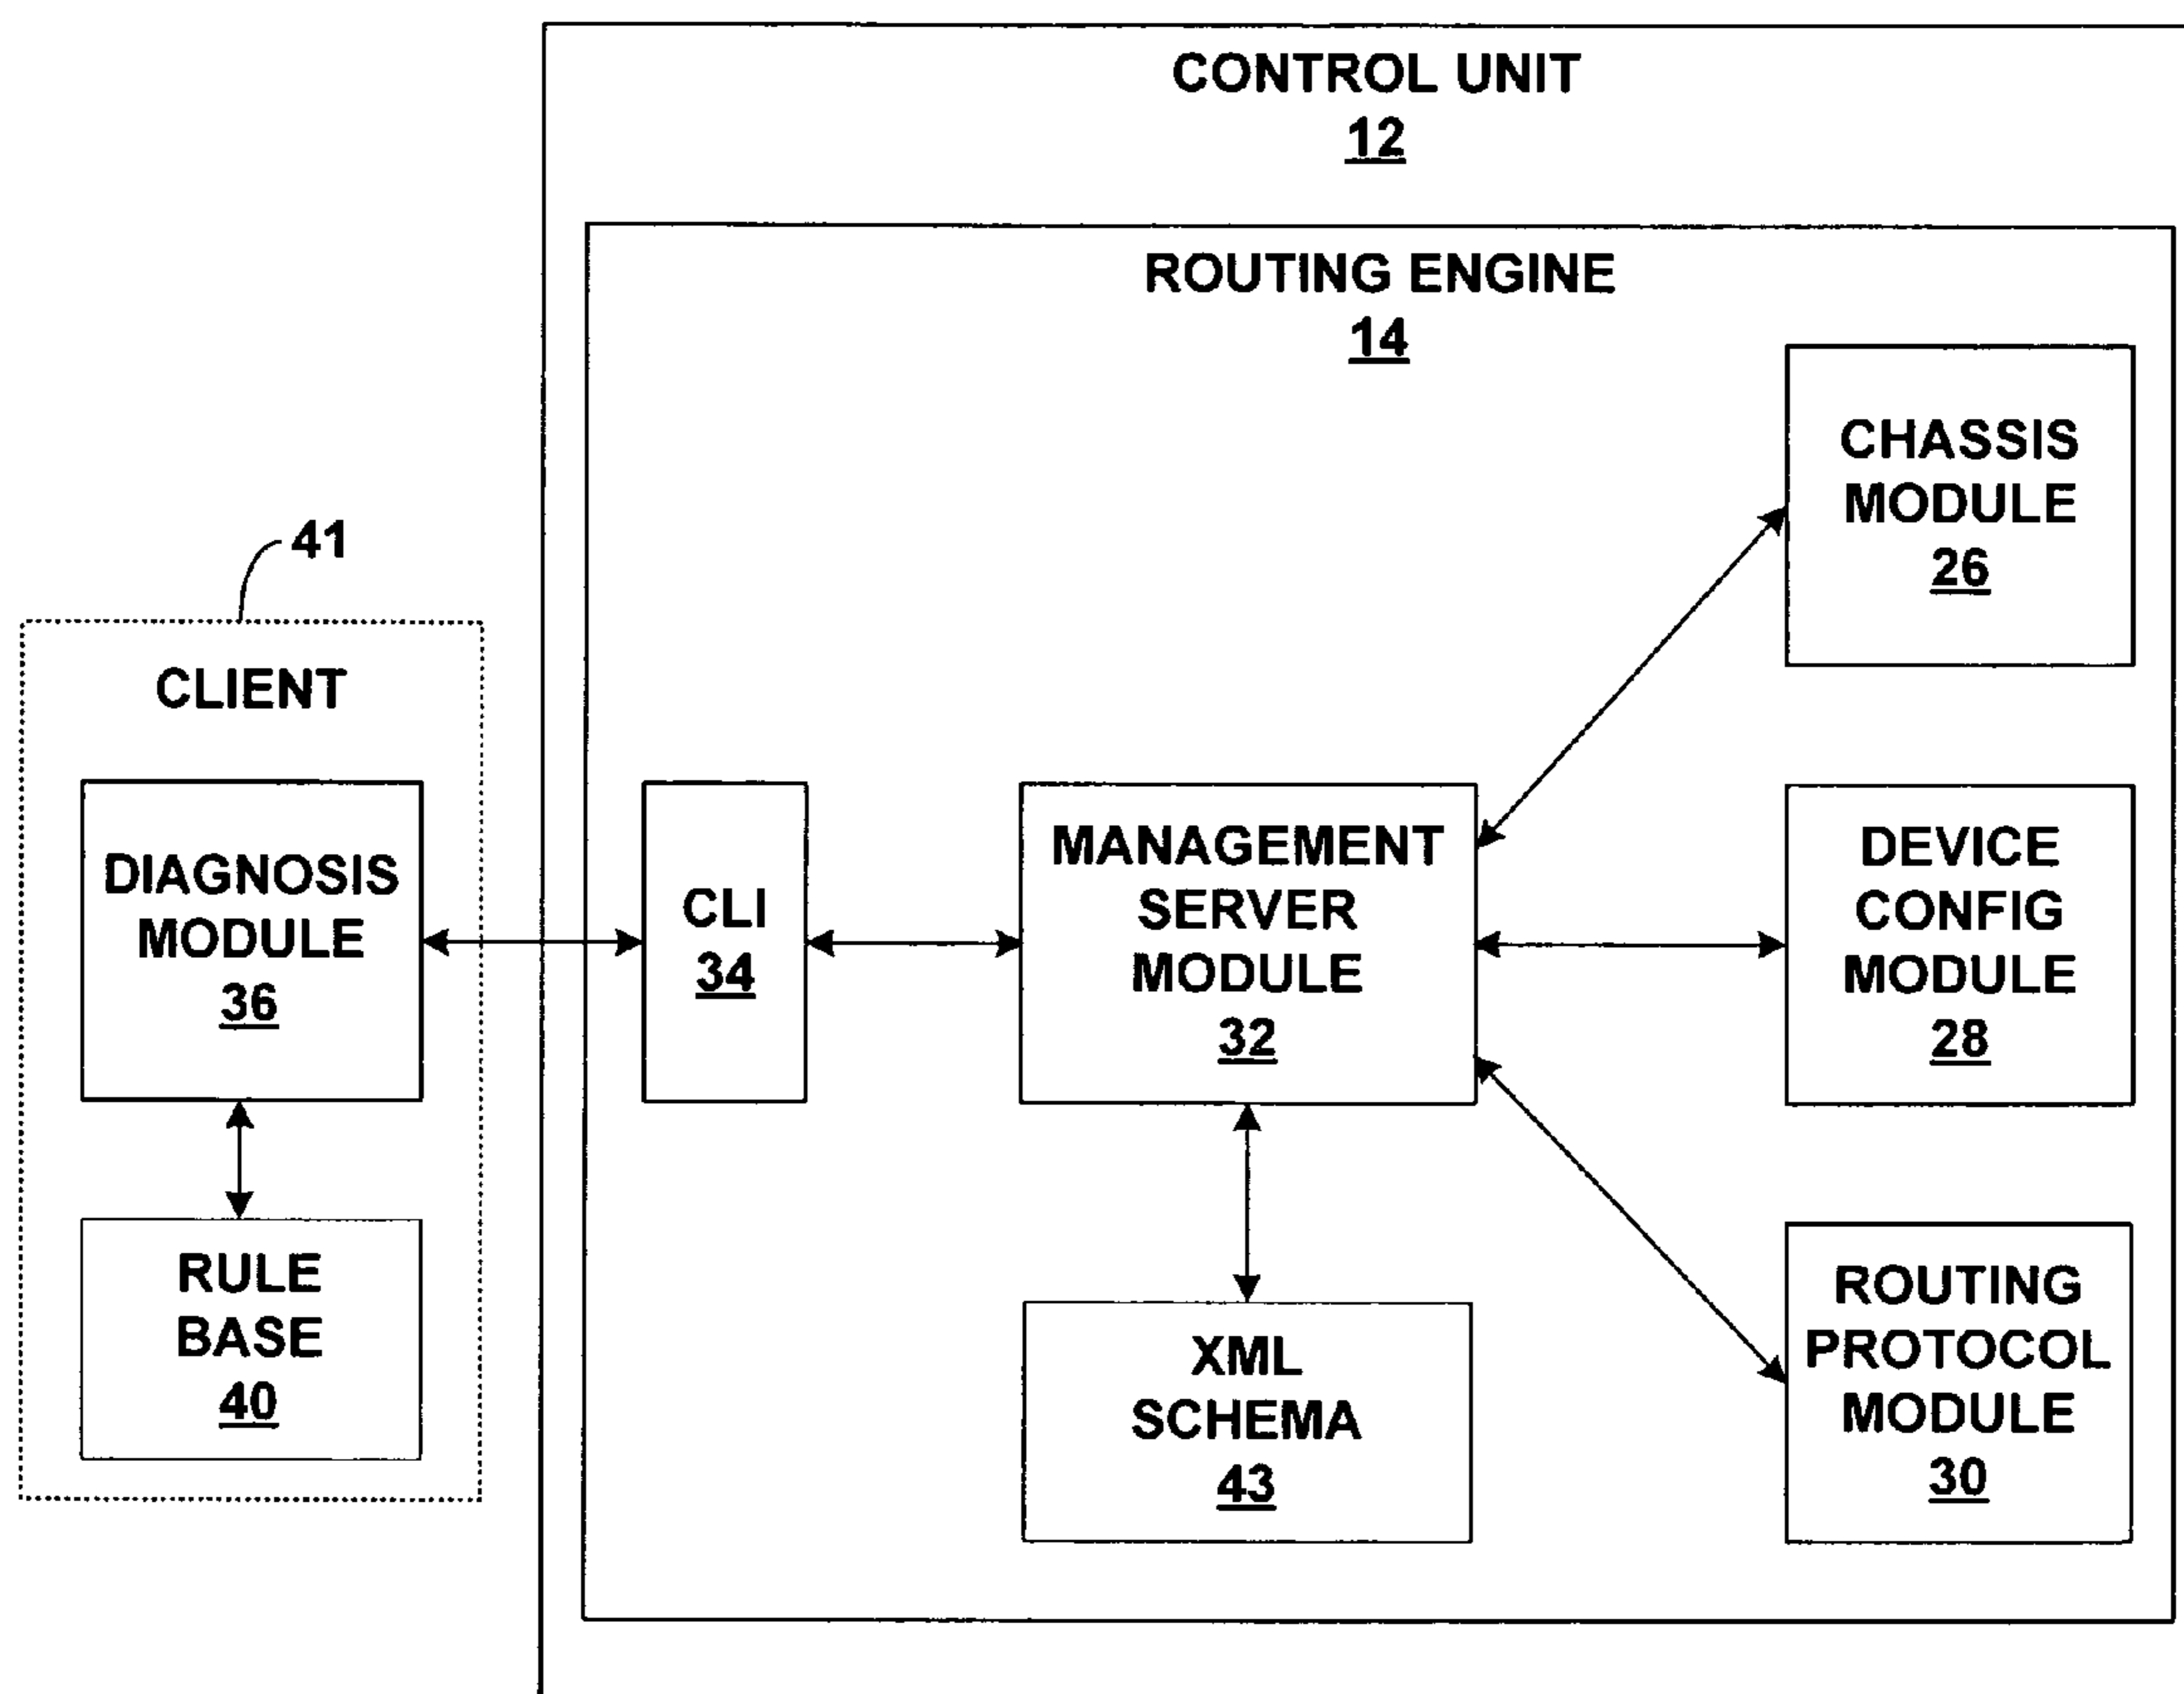 CONTROL UNIT
12
ROUTING ENGINE
14
CHASSIS
MODULE
26
41
CLIENT
DIAGNOSIS
MODULE
36
RULE
BASE
40
CLI
34
MANAGEMENT
SERVER
MODULE
32
XML
SCHEMA
43
DEVICE
CONFIG
MODULE
28
ROUTING
PROTOCOL
MODULE
30